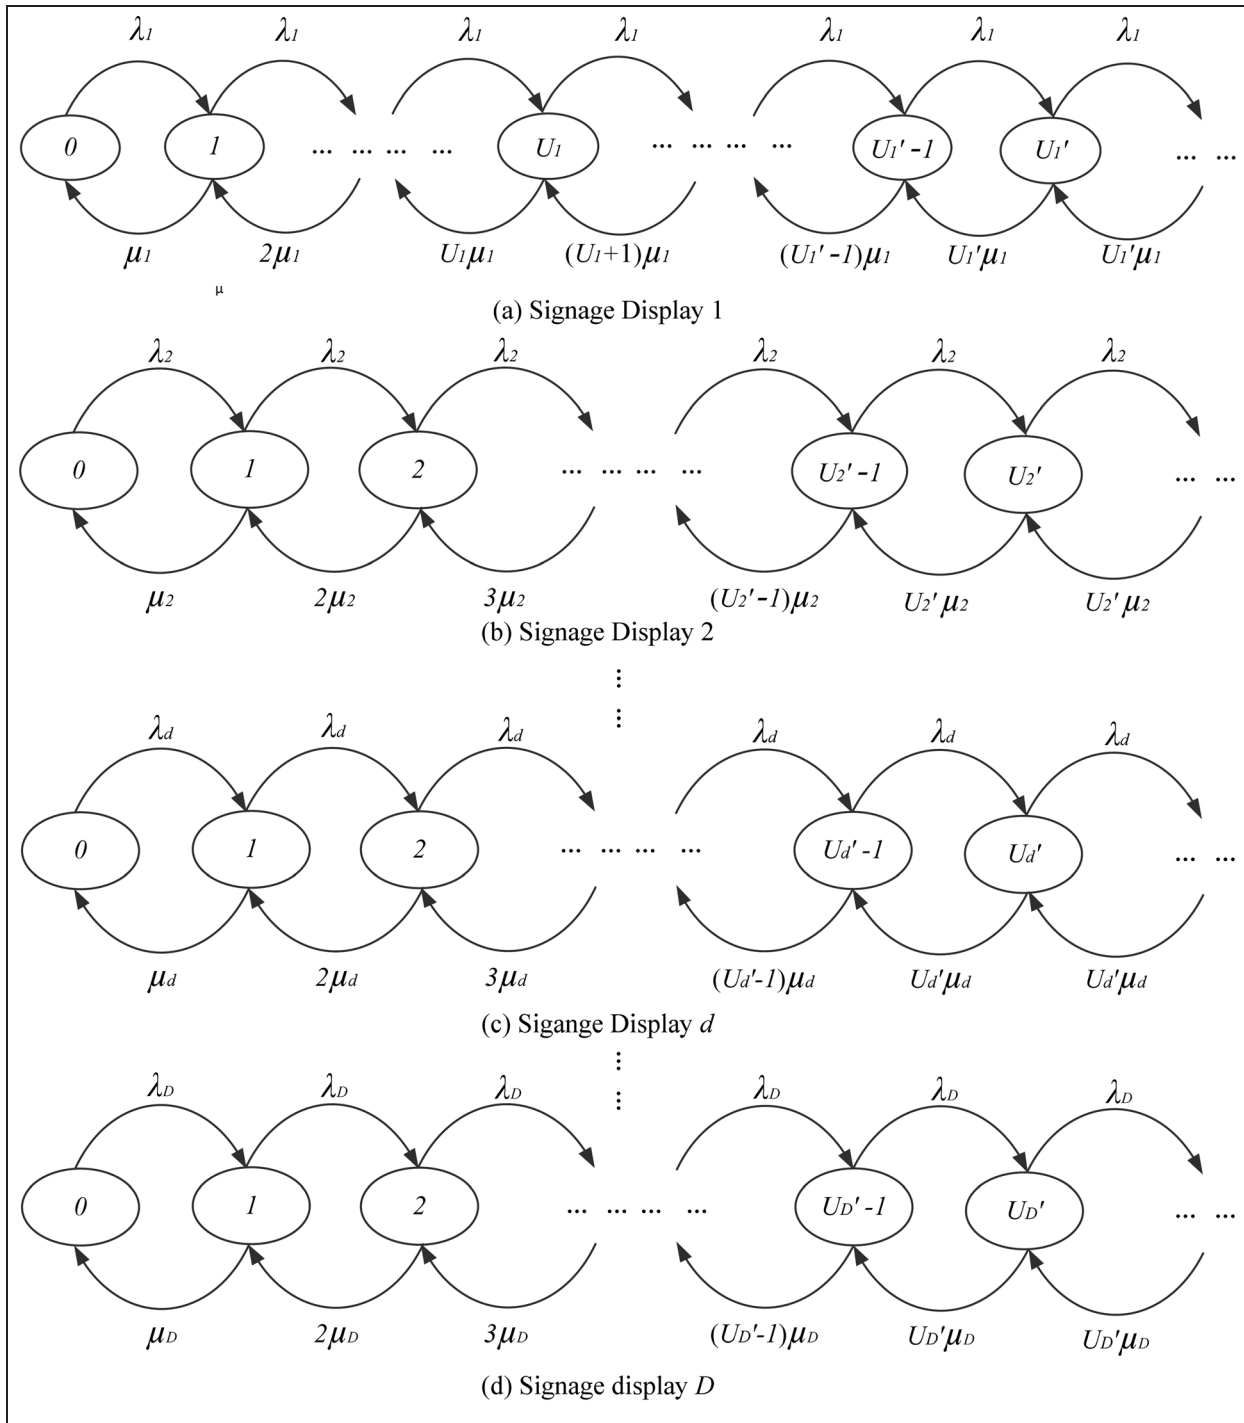 λ1 λ1 λ1 λ1 λ1 λ1 λ1
0 1 ... ... ... ... U1 ... ... ... ... U1'-1 U1' ... ...
μ1 2μ1 U1μ1 (U1+1)μ1 (U1'-1)μ1 U1'μ1 U1'μ1
μ
(a) Signage Display 1
λ2 λ2 λ2 λ2 λ2 λ2
0 1 2 ... ... ... ... U2'-1 U2' ... ...
μ2 2μ2 3μ2 (U2'-1)μ2 U2'μ2 U2'μ2
(b) Signage Display 2
λd λd λd λd λd λd
0 1 2 ... ... ... ... Ud'-1 Ud' ... ...
μd 2μd 3μd (Ud'-1)μd Ud'μd Ud'μd
(c) Sigange Display d
λD λD λD λD λD λD
0 1 2 ... ... ... ... UD'-1 UD' ... ...
μD 2μD 3μD (UD'-1)μD UD'μD UD'μD
(d) Signage display D